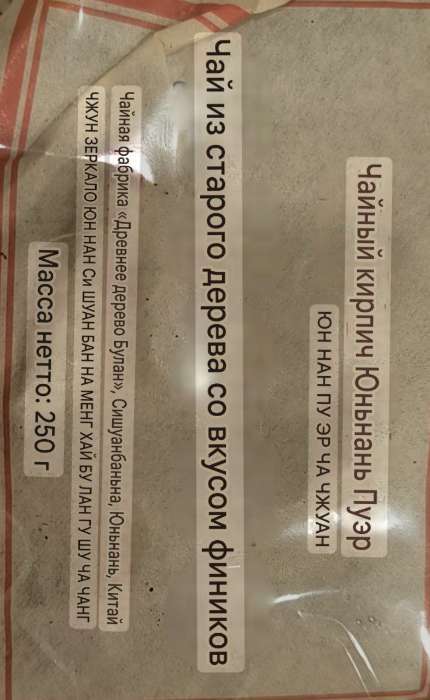 Чайный кирпич Юньнань Пуэр
ЮН НАН ПУ ЭР ЧА ЧЖУАН
Чай из старого дерева со вкусом фиников
Чайная фабрика «Древнее дерево Булан», Сишуанбаньна, Юньнань, Китай
ЧЖУН ЗЕРКАЛО ЮН НАН Си ШУАН БАН НА МЕНГ ХАЙ БУ ЛАН ГУ ШУ ЧА ЧАНГ
Масса нетто: 250 г